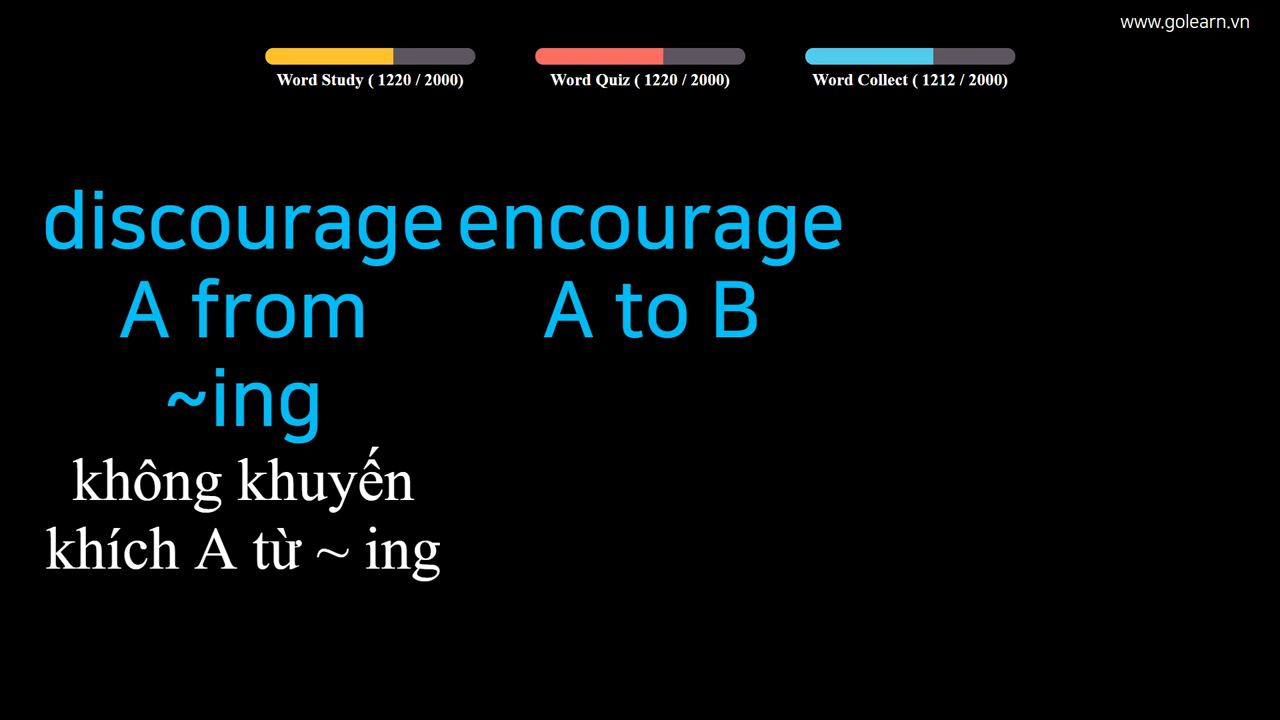 www.golearn.vn
Word Study ( 1220 / 2000)
Word Quiz ( 1220 / 2000)
Word Collect ( 1212 / 2000)
discourage
A from
~ing
không khuyến
khích A từ ~ ing
encourage
A to B